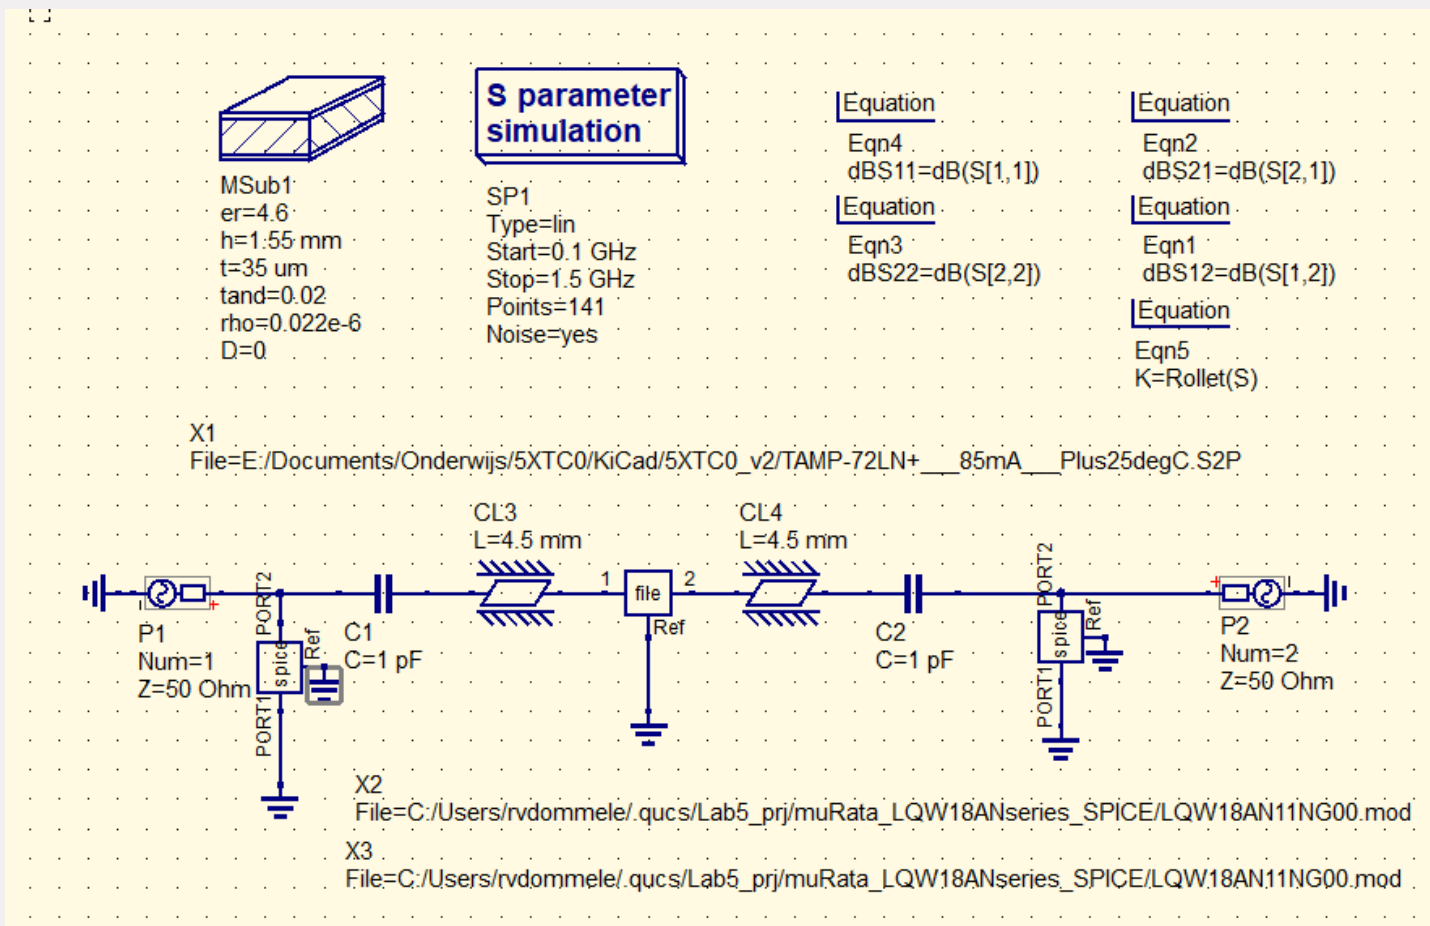 S parameter
simulation
MSub1
er=4.6
h=1.55 mm
t=35 um
tand=0.02
rho=0.022e-6
D=0
SP1
Type=lin
Start=0.1 GHz
Stop=1.5 GHz
Points=141
Noise=yes
Equation
Eqn4
dBS11=dB(S[1,1])
Equation
Eqn3
dBS22=dB(S[2,2])
Equation
Eqn2
dBS21=dB(S[2,1])
Equation
Eqn1
dBS12=dB(S[1,2])
Equation
Eqn5
K=Rollet(S)
X1
File=E:/Documents/Onderwijs/5XTC0/KiCad/5XTC0_v2/TAMP-72LN+___85mA___Plus25degC.S2P
P1
Num=1
Z=50 Ohm
PORT2
spice
Ref
PORT1
C1
C=1 pF
CL3
L=4.5 mm
1
file
2
Ref
CL4
L=4.5 mm
C2
C=1 pF
PORT2
spice
Ref
PORT1
P2
Num=2
Z=50 Ohm
X2
File=C:/Users/rvdommele/.qucs/Lab5_prj/muRata_LQW18ANseries_SPICE/LQW18AN11NG00.mod
X3
File=C:/Users/rvdommele/.qucs/Lab5_prj/muRata_LQW18ANseries_SPICE/LQW18AN11NG00.mod